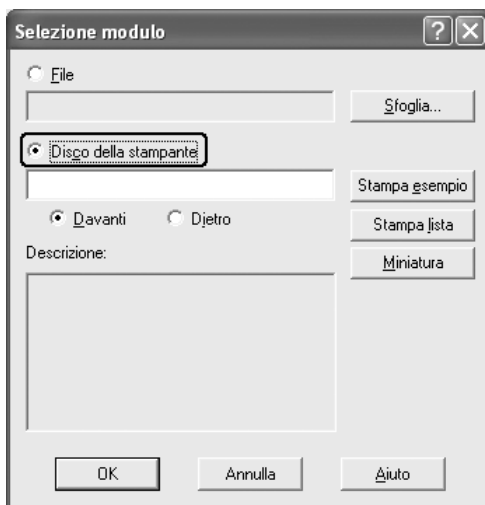 Selezione modulo
File
Sfoglia...
Disco della stampante
Stampa esempio
Davanti Dietro
Stampa lista
Descrizione:
Miniatura
OK Annulla Aiuto